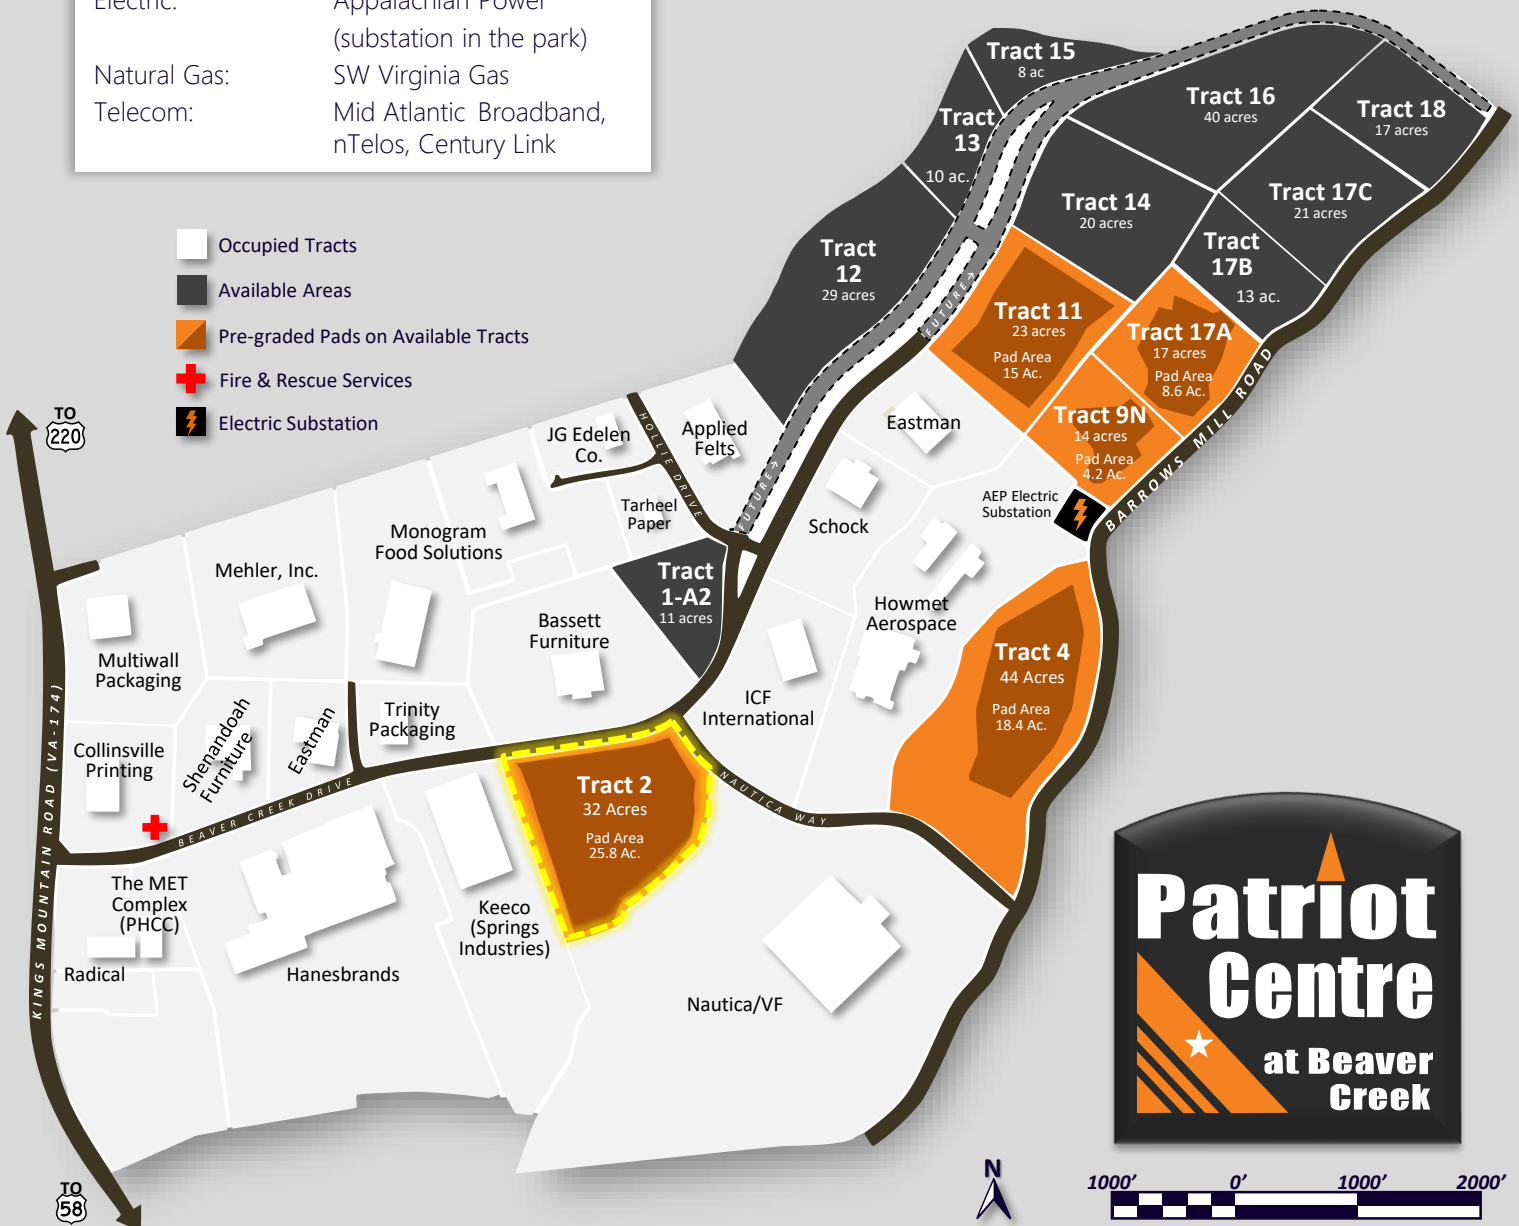 Electric:
Appalachian Power
(substation in the park)
Natural Gas:
SW Virginia Gas
Telecom:
Mid Atlantic Broadband,
nTelos, Century Link
Occupied Tracts
Available Areas
Pre-graded Pads on Available Tracts
Fire & Rescue Services
Electric Substation
TO
220
Tract 15
8 ac
Tract
13
10 ac.
Tract 16
40 acres
Tract 18
17 acres
Tract 14
20 acres
Tract 17C
21 acres
Tract
17B
13 ac.
Tract
12
29 acres
FUTURE
Tract 11
23 acres
Pad Area
15 Ac.
Tract 17A
17 acres
Pad Area
8.6 Ac.
Tract 9N
14 acres
Pad Area
4.2 Ac.
BARROWS MILL ROAD
AEP Electric
Substation
Eastman
JG Edelen
Co.
HOLLIE DRIVE
Applied
Felts
FUTURE
Tarheel
Paper
Schock
Monogram
Food Solutions
Mehler, Inc.
Tract
1-A2
11 acres
Howmet
Aerospace
Bassett
Furniture
Multiwall
Packaging
Tract 4
44 Acres
Pad Area
18.4 Ac.
ICF
International
Trinity
Packaging
Eastman
Shenandoah
Furniture
Collinsville
Printing
KINGS MOUNTAIN ROAD (VA-174)
BEAVER CREEK DRIVE
NAUTICA WAY
Tract 2
32 Acres
Pad Area
25.8 Ac.
The MET
Complex
(PHCC)
Radical
Hanesbrands
Keeco
(Springs
Industries)
Nautica/VF
Patriot
Centre
at Beaver
Creek
TO
58
N
1000’
0’
1000’
2000’